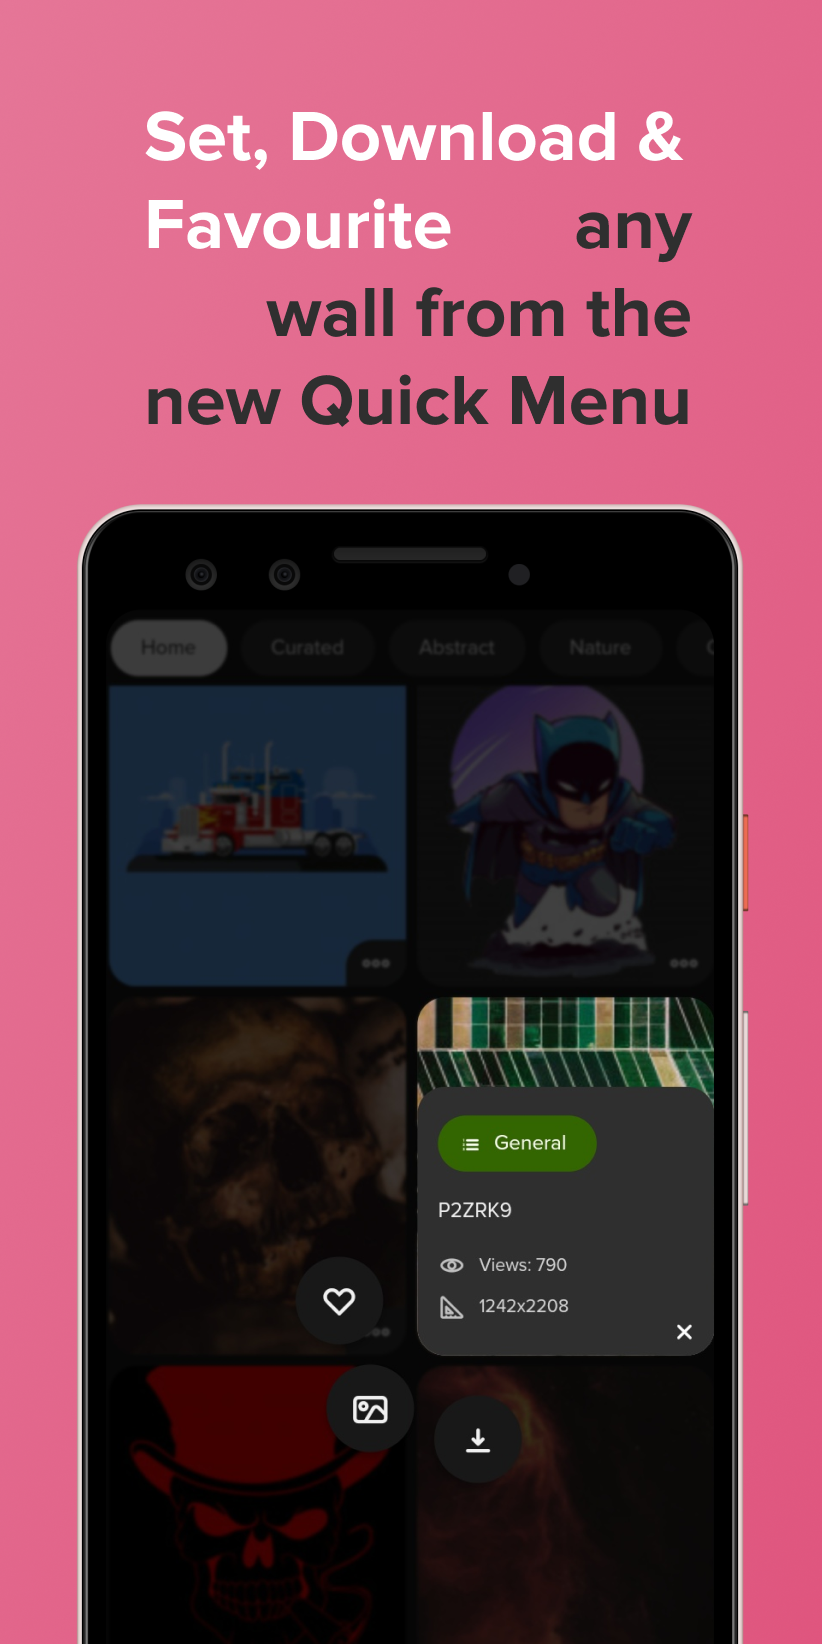 Set, Download &
Favourite any
wall from the
new Quick Menu
Home Curated Abstract Nature
General
P2ZRK9
Views: 790
1242x2208